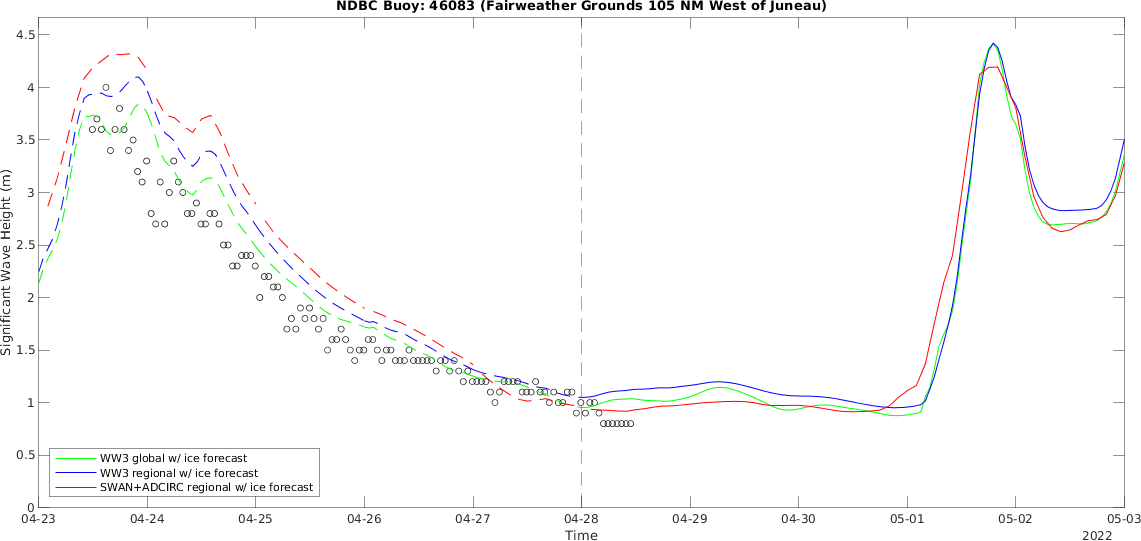 NDBC Buoy: 46083 (Fairweather Grounds 105 NM West of Juneau)
Significant Wave Height (m)
4.5
4
3.5
3
2.5
2
1.5
1
0.5
0
WW3 global w/ ice forecast
WW3 regional w/ ice forecast
SWAN+ADCIRC regional w/ ice forecast
04-23 04-24 04-25 04-26 04-27 04-28 04-29 04-30 05-01 05-02 05-03
Time
2022